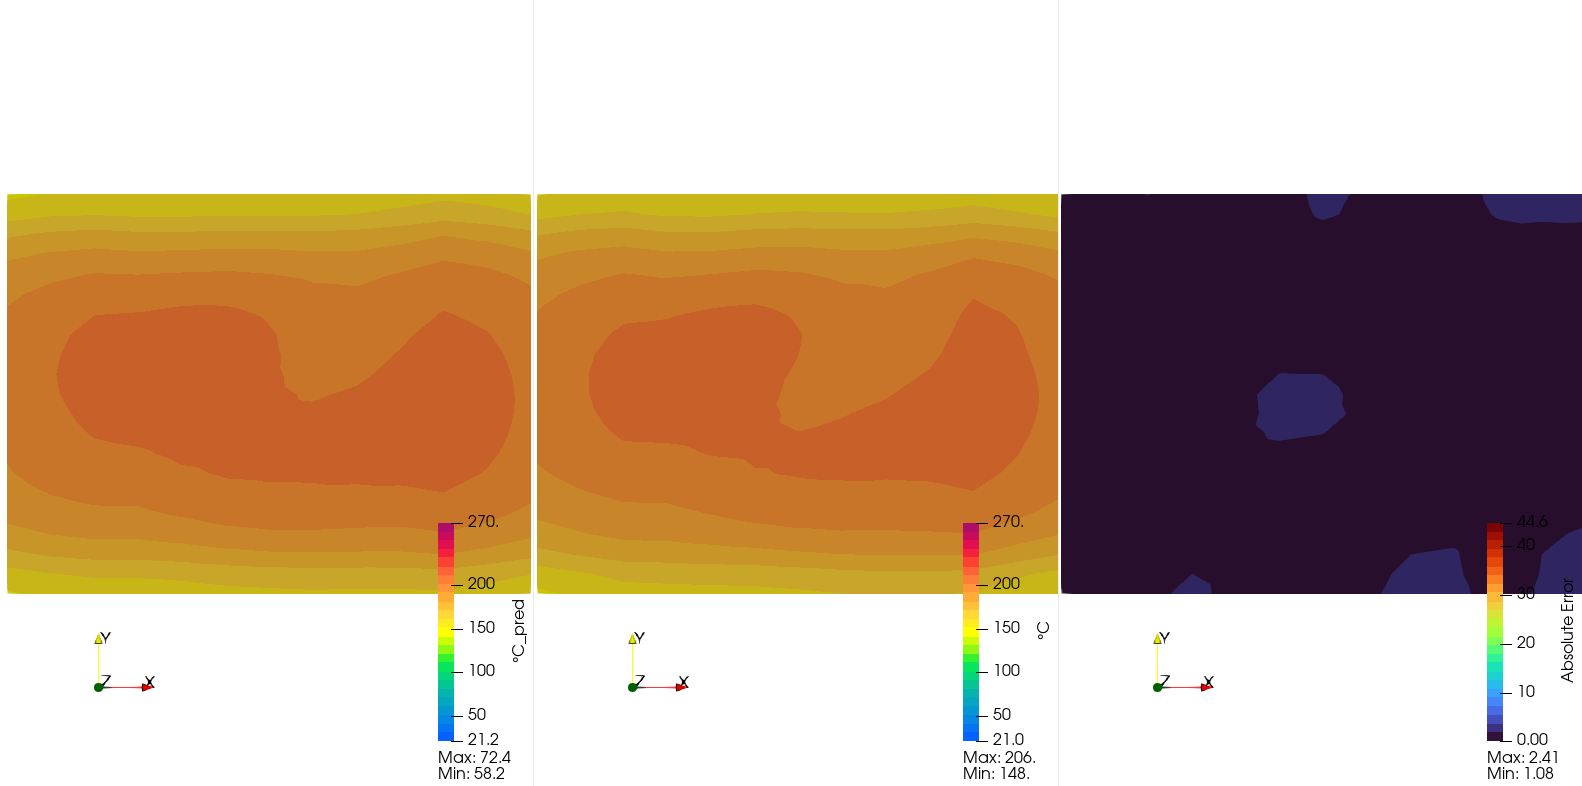 270.
200
150
100
50
21.2
°C_pred
Max: 72.4
Min: 58.2
Y
Z
X
270.
200
150
100
50
21.0
°C
Max: 206.
Min: 148.
Y
Z
X
44.6
40
30
20
10
0.00
Absolute Error
Max: 2.41
Min: 1.08
Y
Z
X